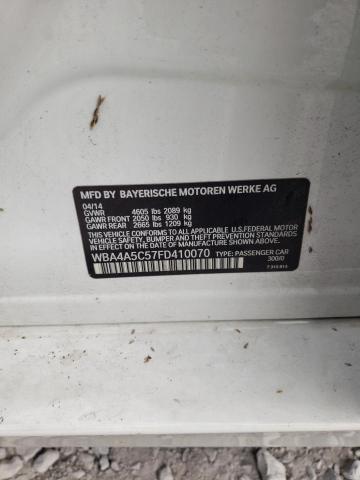 MFD BY BAYERISCHE MOTOREN WERKE AG
04/14
GVWR 4605 lbs 2089 kg
GAWR FRONT 2050 lbs 930 kg
GAWR REAR 2665 lbs 1209 kg
THIS VEHICLE CONFORMS TO ALL APPLICABLE U.S. FEDERAL MOTOR
VEHICLE SAFETY, BUMPER, AND THEFT PREVENTION STANDARDS
IN EFFECT ON THE DATE OF MANUFACTURE SHOWN ABOVE.
WBA4A5C57FD410070 TYPE: PASSENGER CAR
300/0